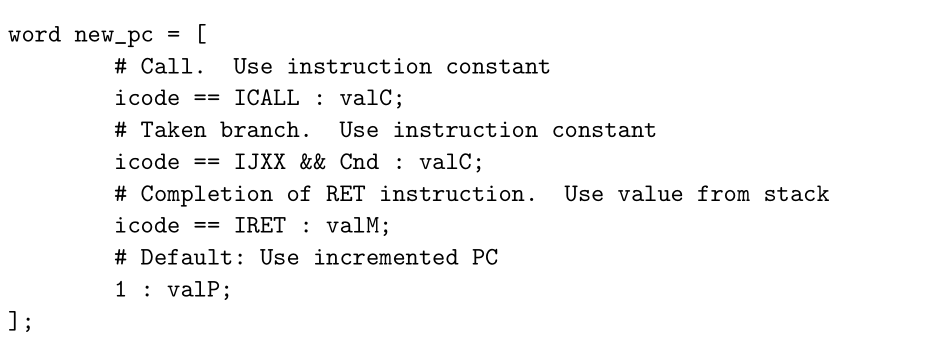 word new_pc = [
        # Call.  Use instruction constant
        icode == ICALL : valC;
        # Taken branch.  Use instruction constant
        icode == IJXX && Cnd : valC;
        # Completion of RET instruction.  Use value from stack
        icode == IRET : valM;
        # Default: Use incremented PC
        1 : valP;
];